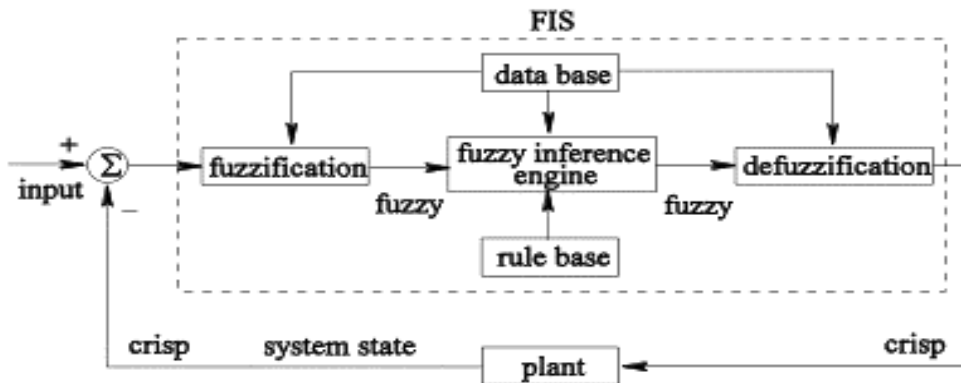 FIS
data base
+
Σ
input
−
fuzzification
fuzzy
fuzzy inference
engine
fuzzy
defuzzification
rule base
crisp
system state
plant
crisp